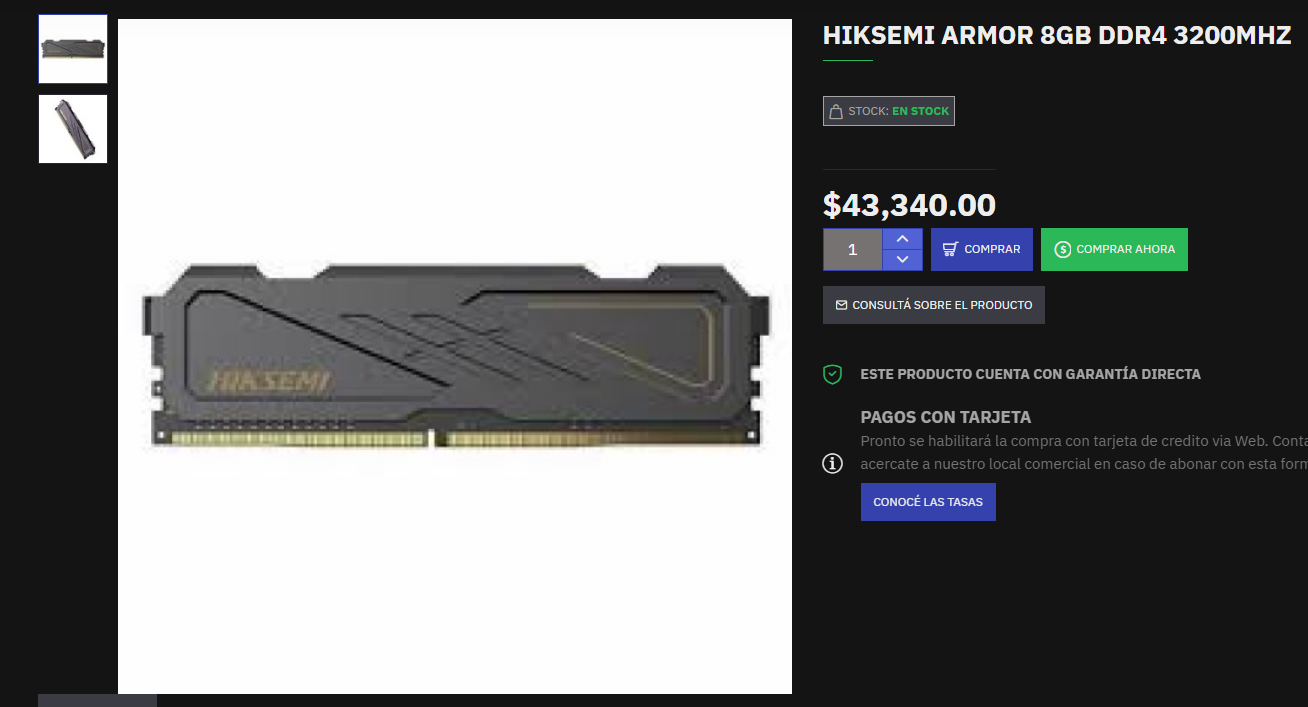 HIKSEMI
HIKSEMI ARMOR 8GB DDR4 3200MHZ
STOCK: EN STOCK
$43,340.00
1
COMPRAR
COMPRAR AHORA
CONSULTÁ SOBRE EL PRODUCTO
ESTE PRODUCTO CUENTA CON GARANTÍA DIRECTA
PAGOS CON TARJETA
Pronto se habilitará la compra con tarjeta de credito via Web.
acercate a nuestro local comercial en caso de abonar con esta
CONOCÉ LAS TASAS